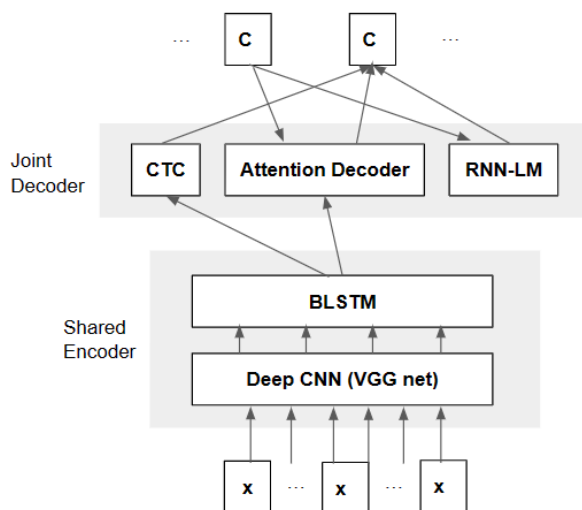 ... C C ...
Joint
Decoder
CTC Attention Decoder RNN-LM
BLSTM
Shared
Encoder
Deep CNN (VGG net)
x ... x ... x